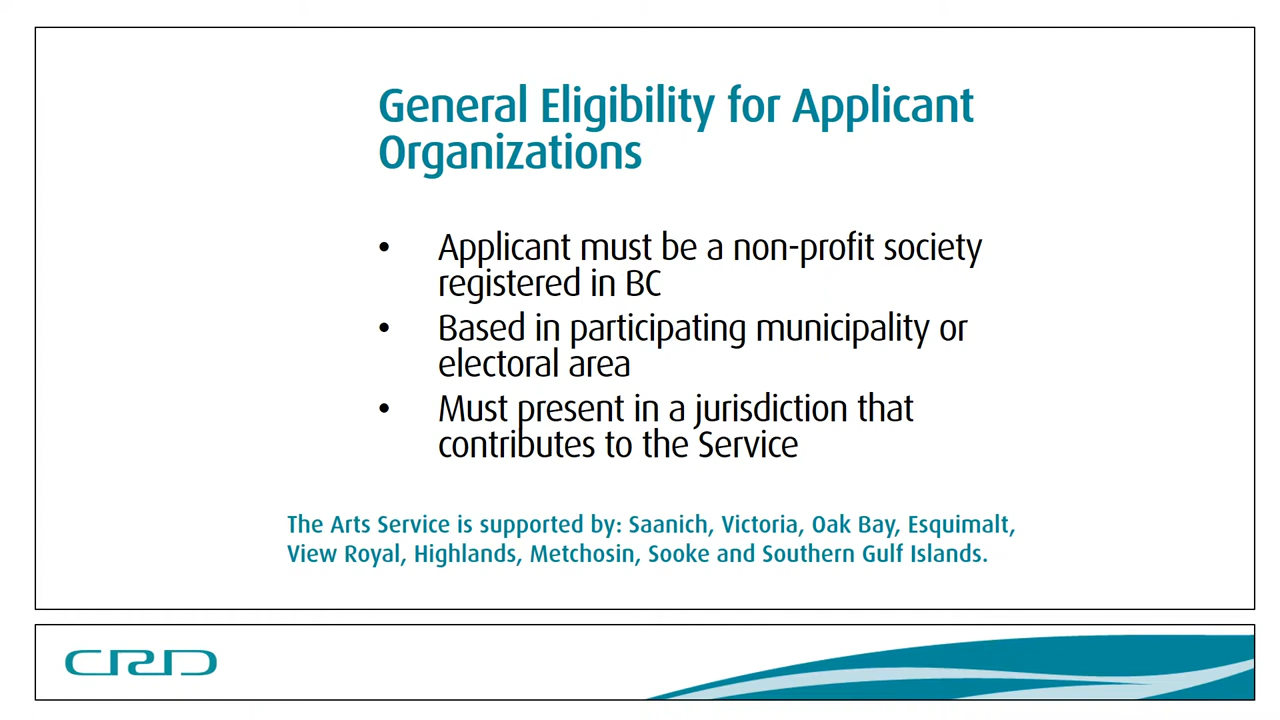 General Eligibility for Applicant
Organizations
• Applicant must be a non-profit society
registered in BC
• Based in participating municipality or
electoral area
• Must present in a jurisdiction that
contributes to the Service
The Arts Service is supported by: Saanich, Victoria, Oak Bay, Esquimalt,
View Royal, Highlands, Metchosin, Sooke and Southern Gulf Islands.
CRD